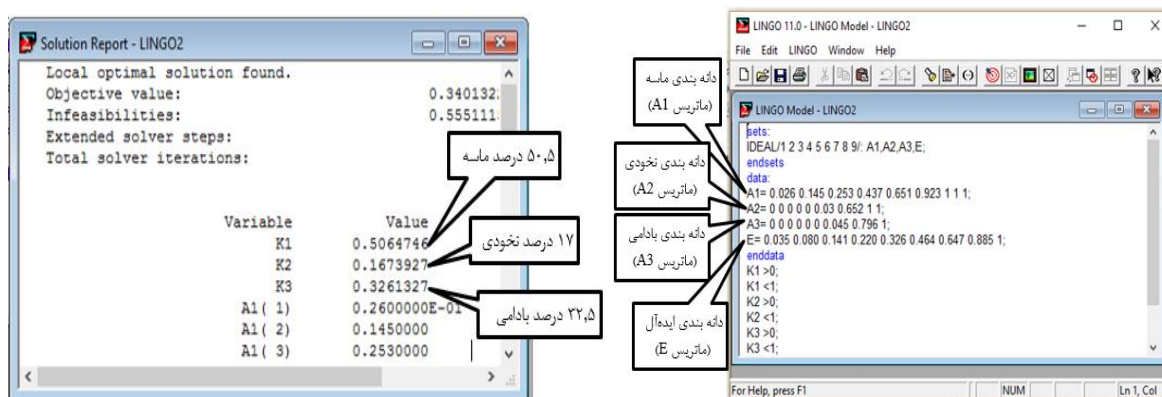 Solution Report - LINGO2
Local optimal solution found.
Objective value: 0.340132
Infeasibilities: 0.555111
Extended solver steps:
Total solver iterations:
Variable Value
K1 0.5064746
K2 0.1673927
K3 0.3261327
A1( 1) 0.2600000E-01
A1( 2) 0.1450000
A1( 3) 0.2530000
۵۰,۵ درصد ماسه
۱۷ درصد نخودی
۳۲,۵ درصد بادامی
دانه بندی ماسه
(ماتریس A1)
دانه بندی نخودی
(ماتریس A2)
دانه بندی بادامی
(ماتریس A3)
دانه بندی ایده‌آل
(ماتریس E)
LINGO 11.0 - LINGO Model - LINGO2
File Edit LINGO Window Help
LINGO Model - LINGO2
sets:
IDEAL/1 2 3 4 5 6 7 8 9/: A1,A2,A3,E;
endsets
data:
A1= 0.026 0.145 0.253 0.437 0.651 0.923 1 1 1;
A2= 0 0 0 0 0 0.03 0.652 1 1;
A3= 0 0 0 0 0 0 0.045 0.796 1;
E= 0.035 0.080 0.141 0.220 0.326 0.464 0.647 0.885 1;
enddata
K1 >0;
K1 <1;
K2 >0;
K2 <1;
K3 >0;
K3 <1;
For Help, press F1 NUM Ln 1, Col